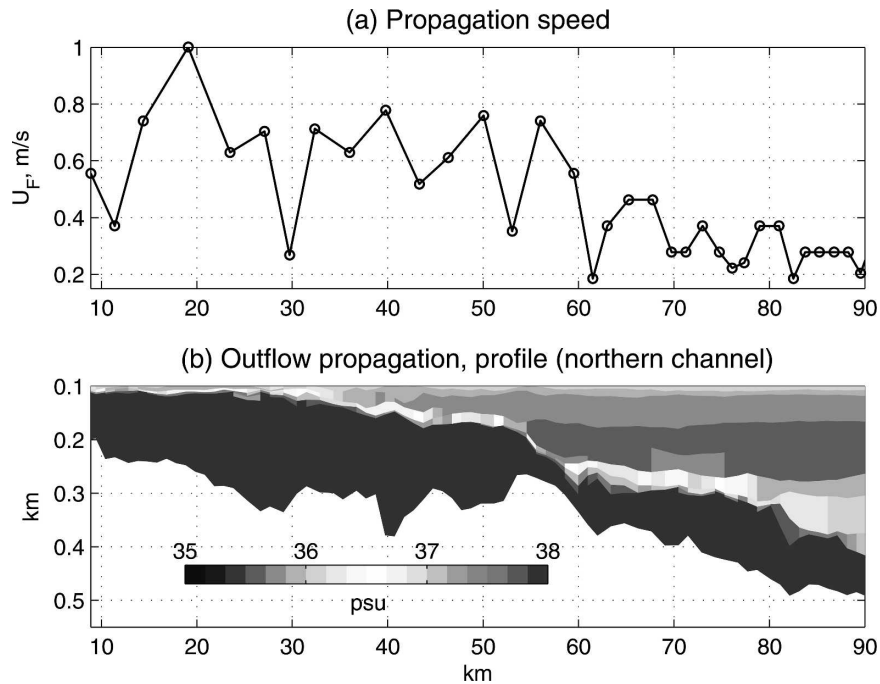 (a) Propagation speed
1
0.8
0.6
0.4
0.2
U_F, m/s
10 20 30 40 50 60 70 80 90
(b) Outflow propagation, profile (northern channel)
0.1
0.2
0.3
0.4
0.5
km
35 36 37 38
psu
10 20 30 40 50 60 70 80 90
km